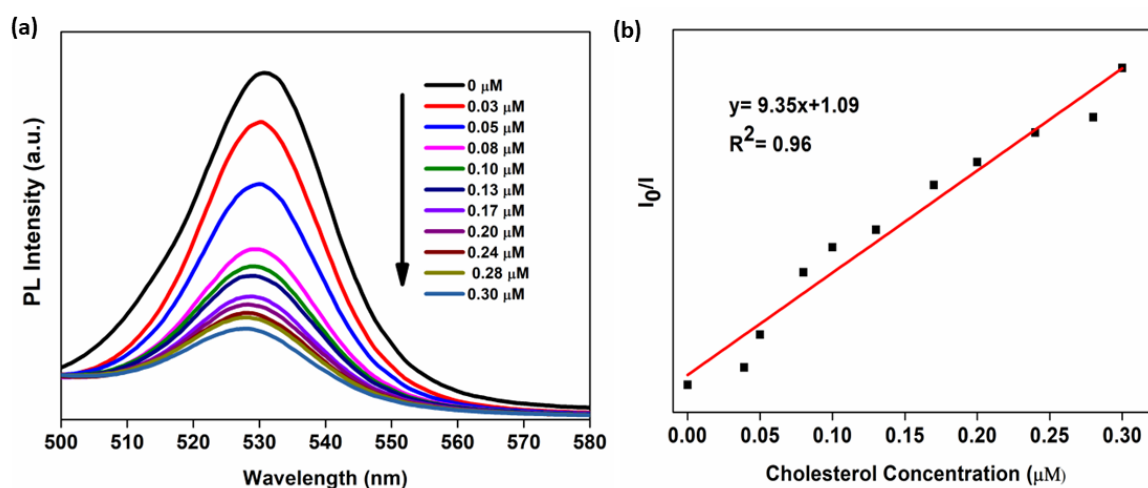 (a)
PL Intensity (a.u.)
0 μM
0.03 μM
0.05 μM
0.08 μM
0.10 μM
0.13 μM
0.17 μM
0.20 μM
0.24 μM
0.28 μM
0.30 μM
500 510 520 530 540 550 560 570 580
Wavelength (nm)
(b)
I0/I
y= 9.35x+1.09
R2= 0.96
0.00 0.05 0.10 0.15 0.20 0.25 0.30
Cholesterol Concentration (μM)